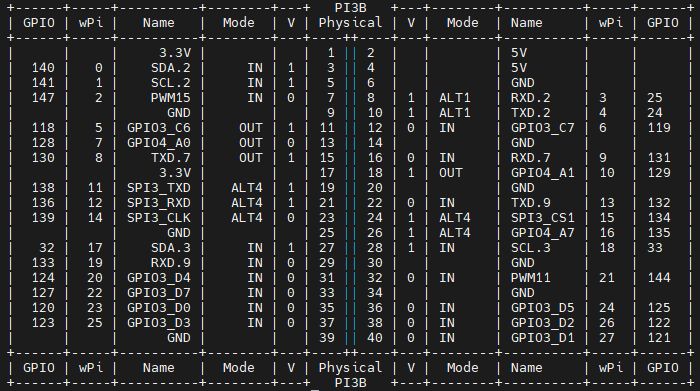 +------+-----+----------+--------+---+   PI3B   +---+--------+----------+-----+------+
| GPIO | wPi |   Name   |  Mode  | V | Physical | V |  Mode  | Name     | wPi | GPIO |
+------+-----+----------+--------+---+----++----+---+--------+----------+-----+------+
|      |     |     3.3V |        |   |  1 || 2  |   |        | 5V       |     |      |
|  140 |   0 |    SDA.2 |     IN | 1 |  3 || 4  |   |        | 5V       |     |      |
|  141 |   1 |    SCL.2 |     IN | 1 |  5 || 6  |   |        | GND      |     |      |
|  147 |   2 |    PWM15 |     IN | 0 |  7 || 8  | 1 | ALT1   | RXD.2    | 3   | 25   |
|      |     |      GND |        |   |  9 || 10 | 1 | ALT1   | TXD.2    | 4   | 24   |
|  118 |   5 | GPIO3_C6 |    OUT | 1 | 11 || 12 | 0 | IN     | GPIO3_C7 | 6   | 119  |
|  128 |   7 | GPIO4_A0 |    OUT | 0 | 13 || 14 |   |        | GND      |     |      |
|  130 |   8 |    TXD.7 |    OUT | 1 | 15 || 16 | 0 | IN     | RXD.7    | 9   | 131  |
|      |     |     3.3V |        |   | 17 || 18 | 1 | OUT    | GPIO4_A1 | 10  | 129  |
|  138 |  11 | SPI3_TXD |   ALT4 | 1 | 19 || 20 |   |        | GND      |     |      |
|  136 |  12 | SPI3_RXD |   ALT4 | 1 | 21 || 22 | 0 | IN     | TXD.9    | 13  | 132  |
|  139 |  14 | SPI3_CLK |   ALT4 | 0 | 23 || 24 | 1 | ALT4   | SPI3_CS1 | 15  | 134  |
|      |     |      GND |        |   | 25 || 26 | 1 | ALT4   | GPIO4_A7 | 16  | 135  |
|   32 |  17 |    SDA.3 |     IN | 1 | 27 || 28 | 1 | IN     | SCL.3    | 18  | 33   |
|  133 |  19 |    RXD.9 |     IN | 0 | 29 || 30 |   |        | GND      |     |      |
|  124 |  20 | GPIO3_D4 |     IN | 0 | 31 || 32 | 0 | IN     | PWM11    | 21  | 144  |
|  127 |  22 | GPIO3_D7 |     IN | 0 | 33 || 34 |   |        | GND      |     |      |
|  120 |  23 | GPIO3_D0 |     IN | 0 | 35 || 36 | 0 | IN     | GPIO3_D5 | 24  | 125  |
|  123 |  25 | GPIO3_D3 |     IN | 0 | 37 || 38 | 0 | IN     | GPIO3_D2 | 26  | 122  |
|      |     |      GND |        |   | 39 || 40 | 0 | IN     | GPIO3_D1 | 27  | 121  |
+------+-----+----------+--------+---+----++----+---+--------+----------+-----+------+
| GPIO | wPi |   Name   |  Mode  | V | Physical | V |  Mode  | Name     | wPi | GPIO |
+------+-----+----------+--------+---+   PI3B   +---+--------+----------+-----+------+